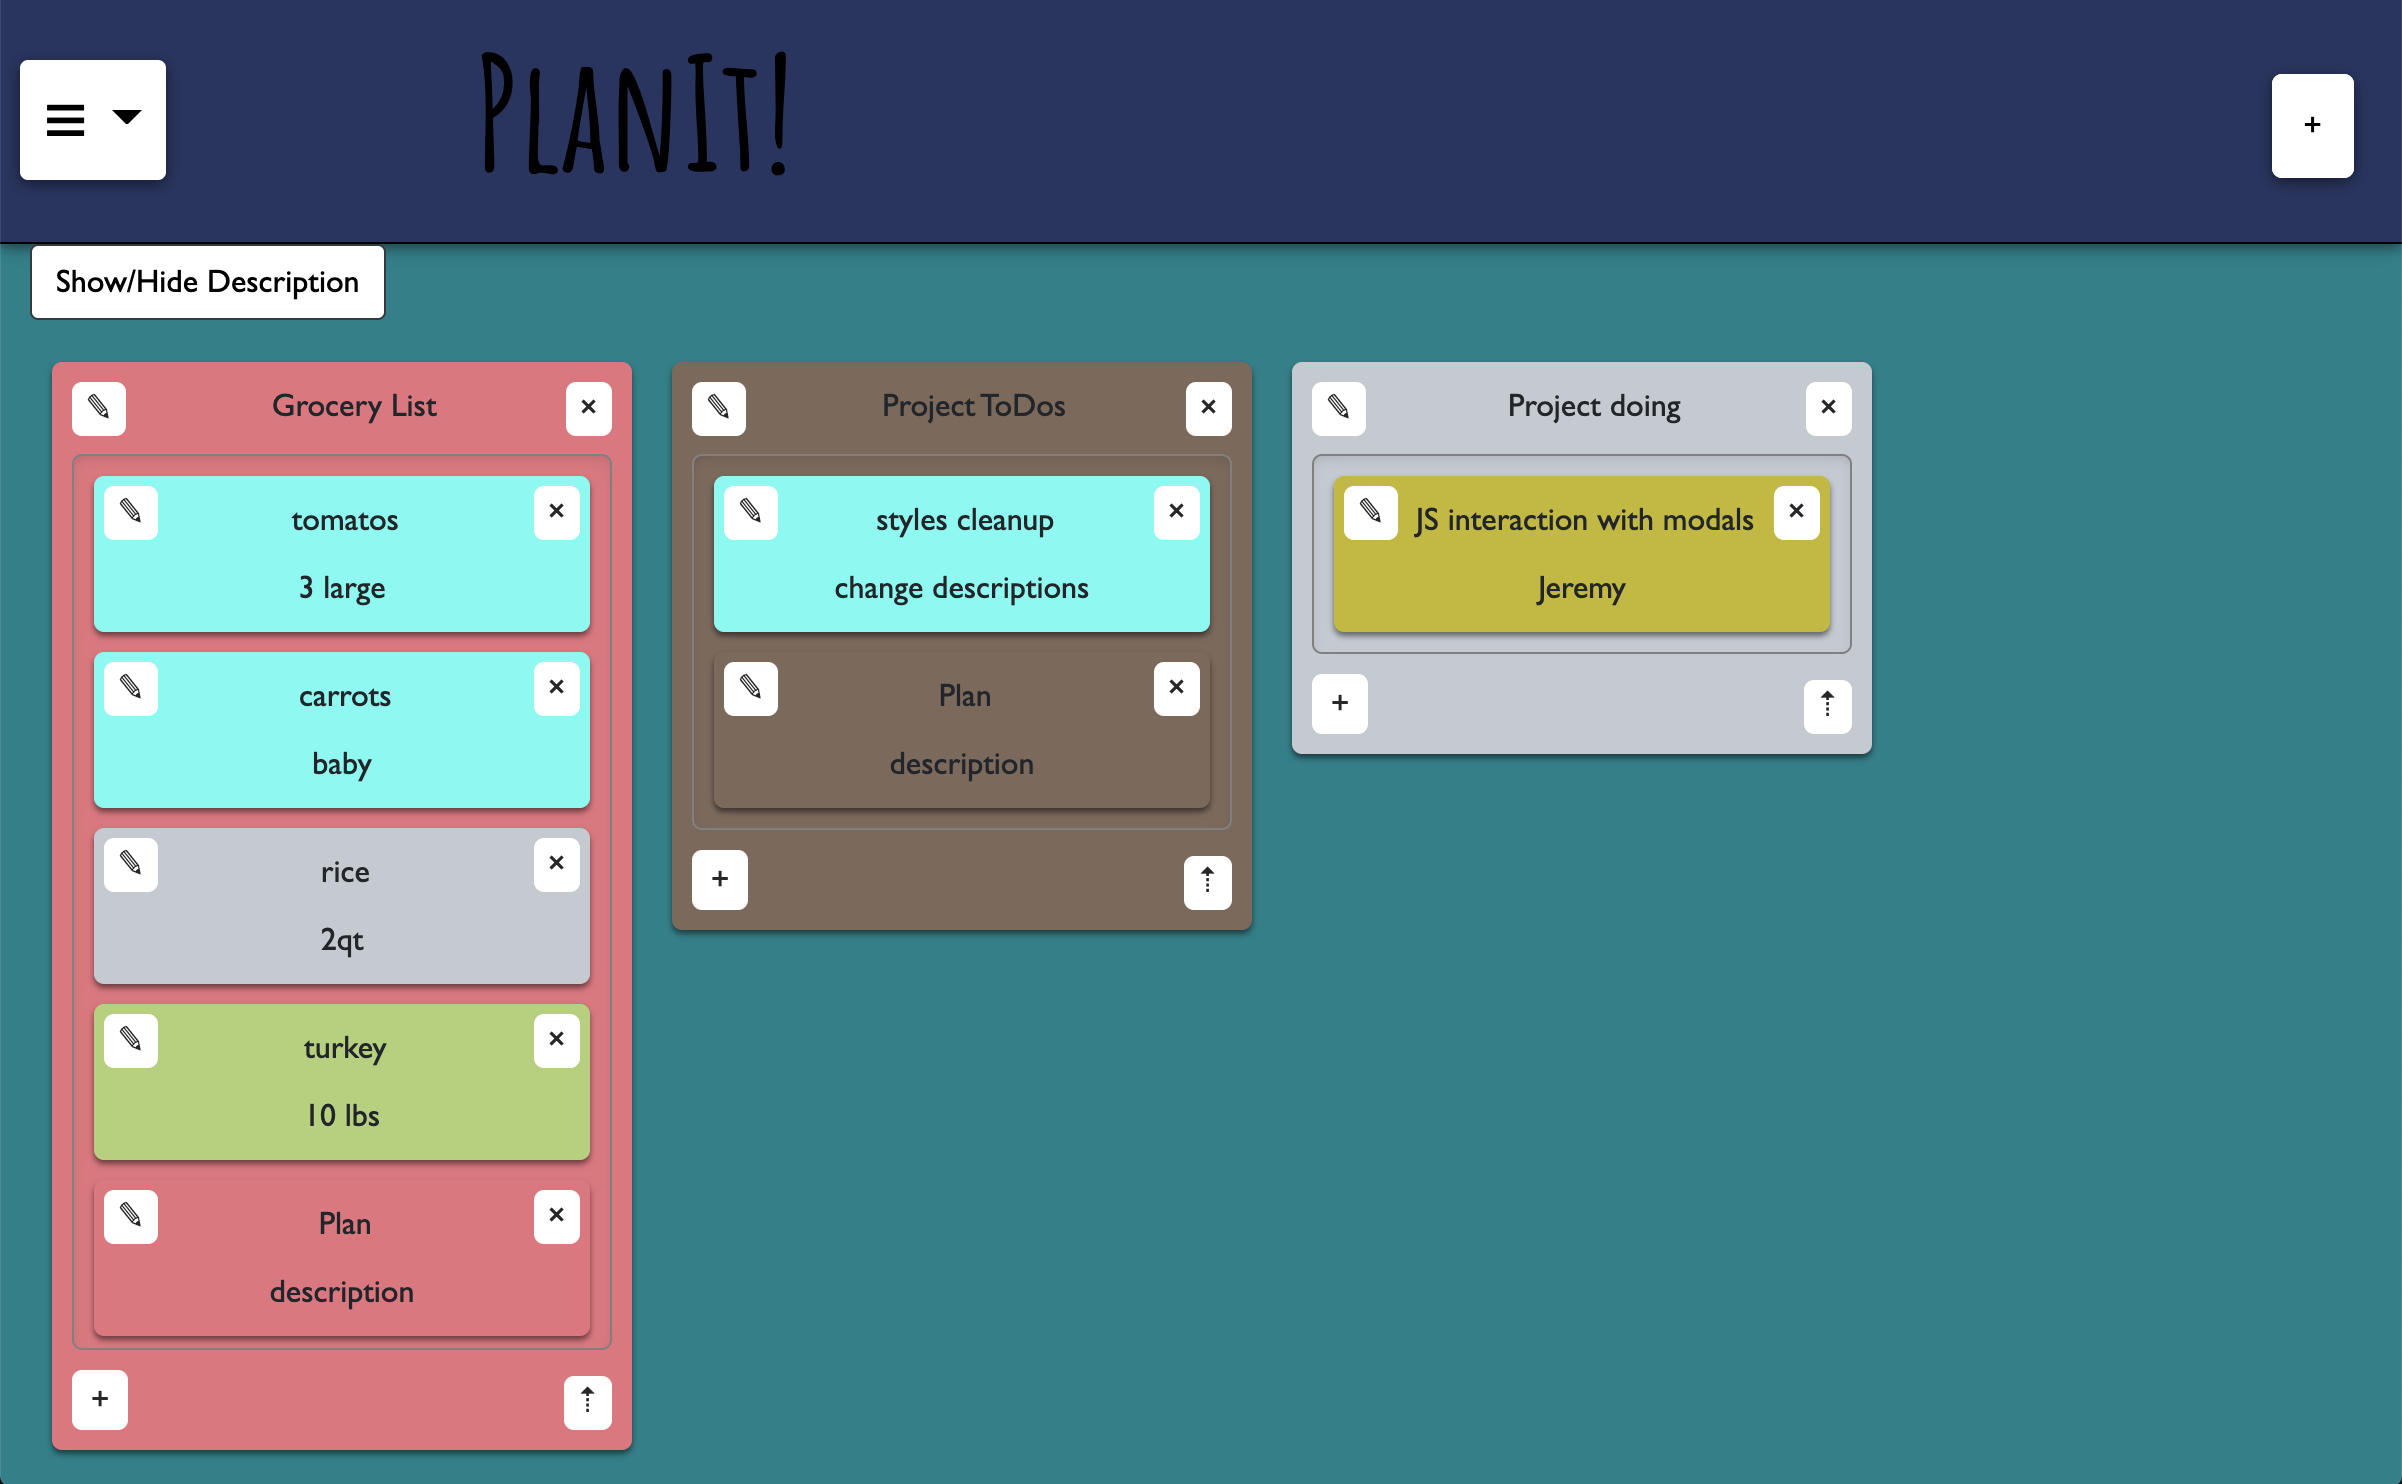 PlanIt!
+
Show/Hide Description
Grocery List
tomatos
3 large
carrots
baby
rice
2qt
turkey
10 lbs
Plan
description
+
Project ToDos
styles cleanup
change descriptions
Plan
description
+
Project doing
JS interaction with modals
Jeremy
+